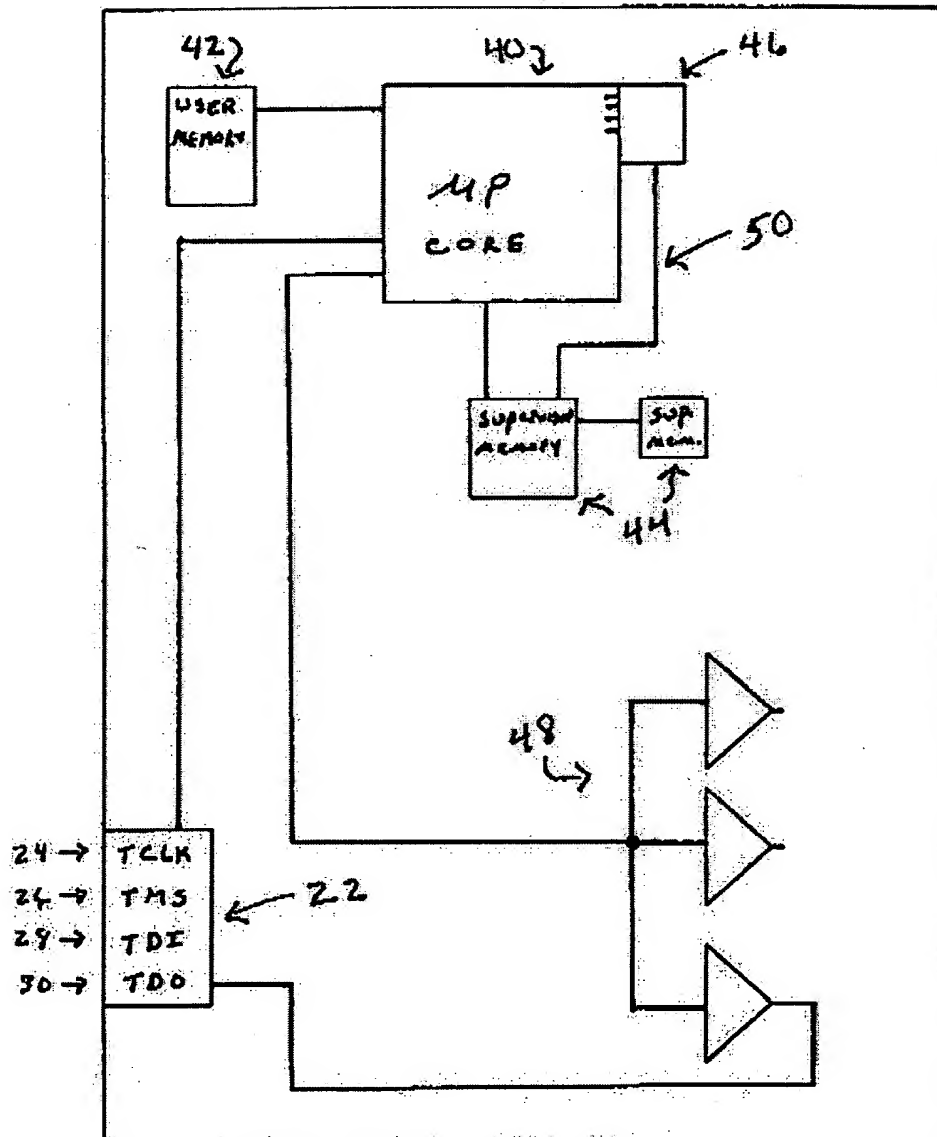 42
40
46
USER
MEMORY
μP
CORE
50
SUPERVISOR
MEMORY
SUP.
MEM.
44
48
24 → TCLK
26 → TMS
28 → TDI
30 → TDO
22